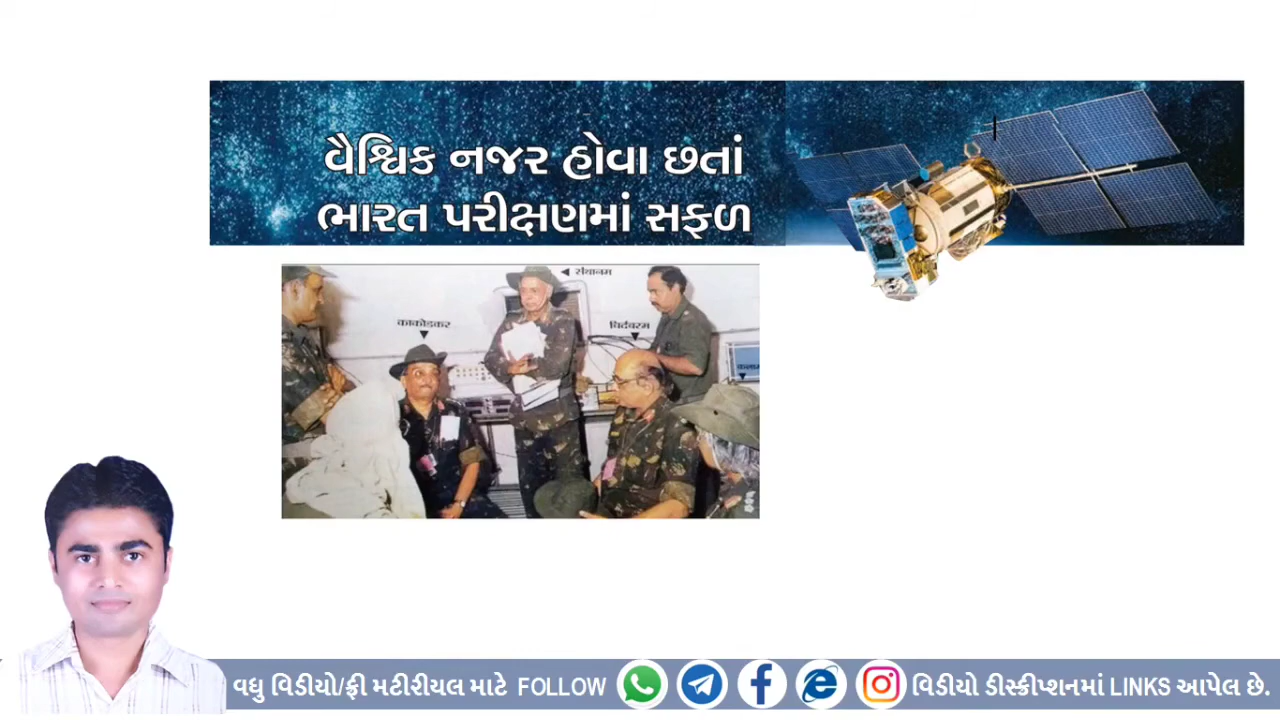 વૈશ્વિક નજર હોવા છતાં
ભારત પરીક્ષણમાં સફળ
સંથાનમ
કાકોડકર
ચિદંબરમ
વધુ વિડીયો/ફ્રી મટીરીયલ માટે FOLLOW
વિડીયો ડીસ્ક્રીપ્શનમાં LINKS આપેલ છે.